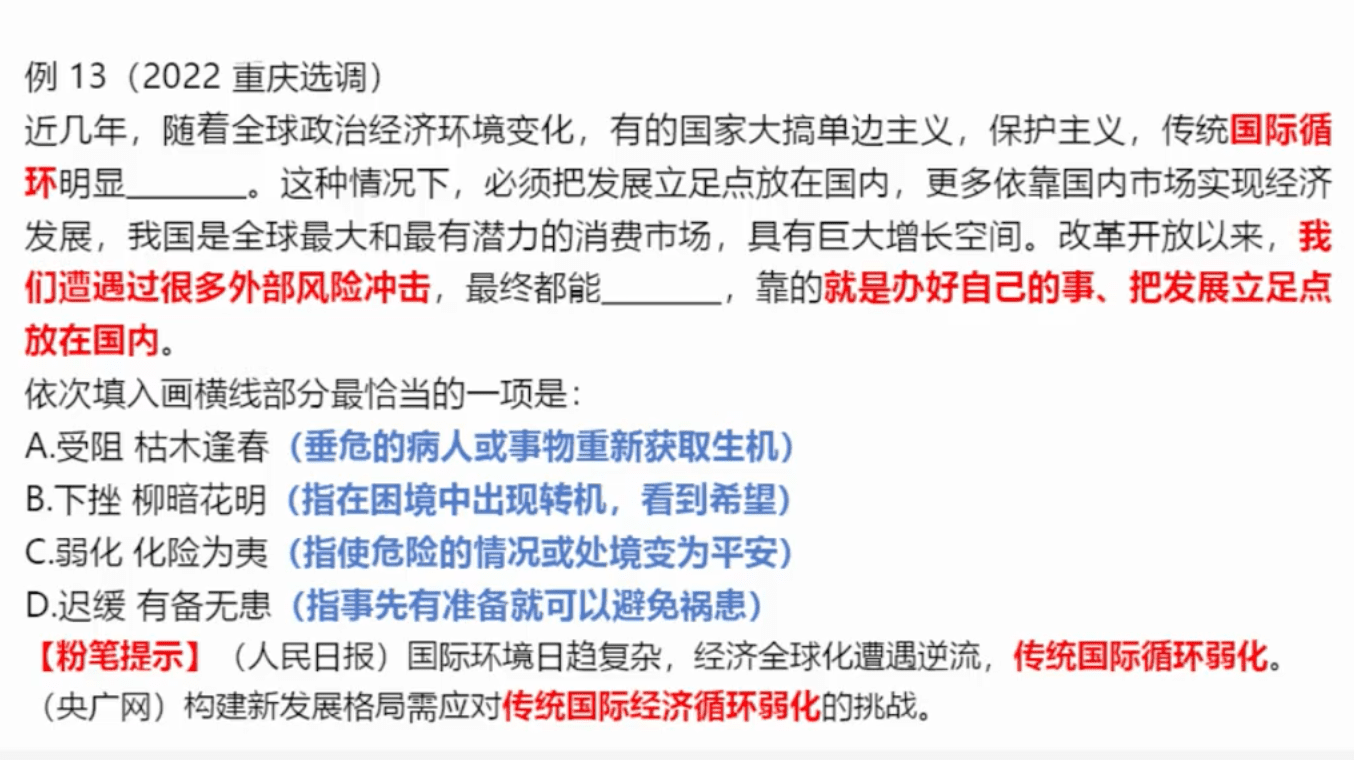 例 13（2022 重庆选调）
近几年，随着全球政治经济环境变化，有的国家大搞单边主义，保护主义，传统国际循
环明显_______。这种情况下，必须把发展立足点放在国内，更多依靠国内市场实现经济
发展，我国是全球最大和最有潜力的消费市场，具有巨大增长空间。改革开放以来，我
们遭遇过很多外部风险冲击，最终都能_______，靠的就是办好自己的事、把发展立足点
放在国内。
依次填入画横线部分最恰当的一项是：
A.受阻 枯木逢春（垂危的病人或事物重新获取生机）
B.下挫 柳暗花明（指在困境中出现转机，看到希望）
C.弱化 化险为夷（指使危险的情况或处境变为平安）
D.迟缓 有备无患（指事先有准备就可以避免祸患）
【粉笔提示】（人民日报）国际环境日趋复杂，经济全球化遭遇逆流，传统国际循环弱化。
（央广网）构建新发展格局需应对传统国际经济循环弱化的挑战。